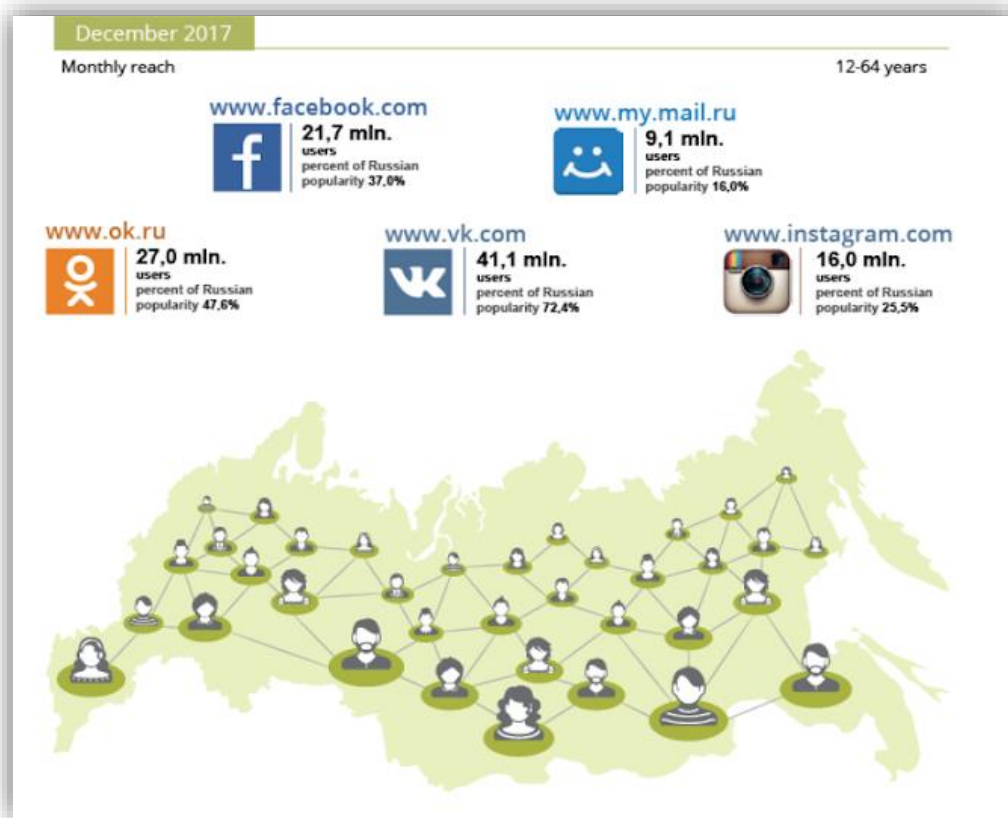 December 2017
Monthly reach
12-64 years
www.facebook.com
21,7 mln.
users
percent of Russian
popularity 37,0%
www.my.mail.ru
9,1 mln.
users
percent of Russian
popularity 16,0%
www.ok.ru
27,0 mln.
users
percent of Russian
popularity 47,6%
www.vk.com
41,1 mln.
users
percent of Russian
popularity 72,4%
www.instagram.com
16,0 mln.
users
percent of Russian
popularity 25,5%